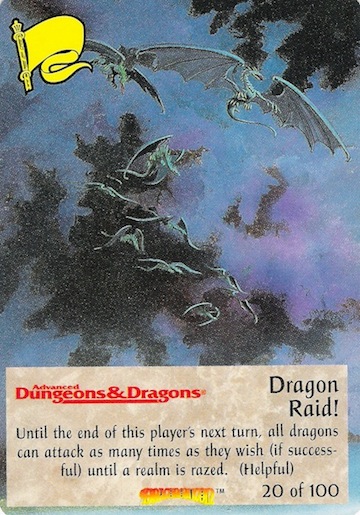 Advanced
Dungeons & Dragons®
Dragon
Raid!
Until the end of this player's next turn, all dragons
can attack as many times as they wish (if success-
ful) until a realm is razed. (Helpful)
™
20 of 100